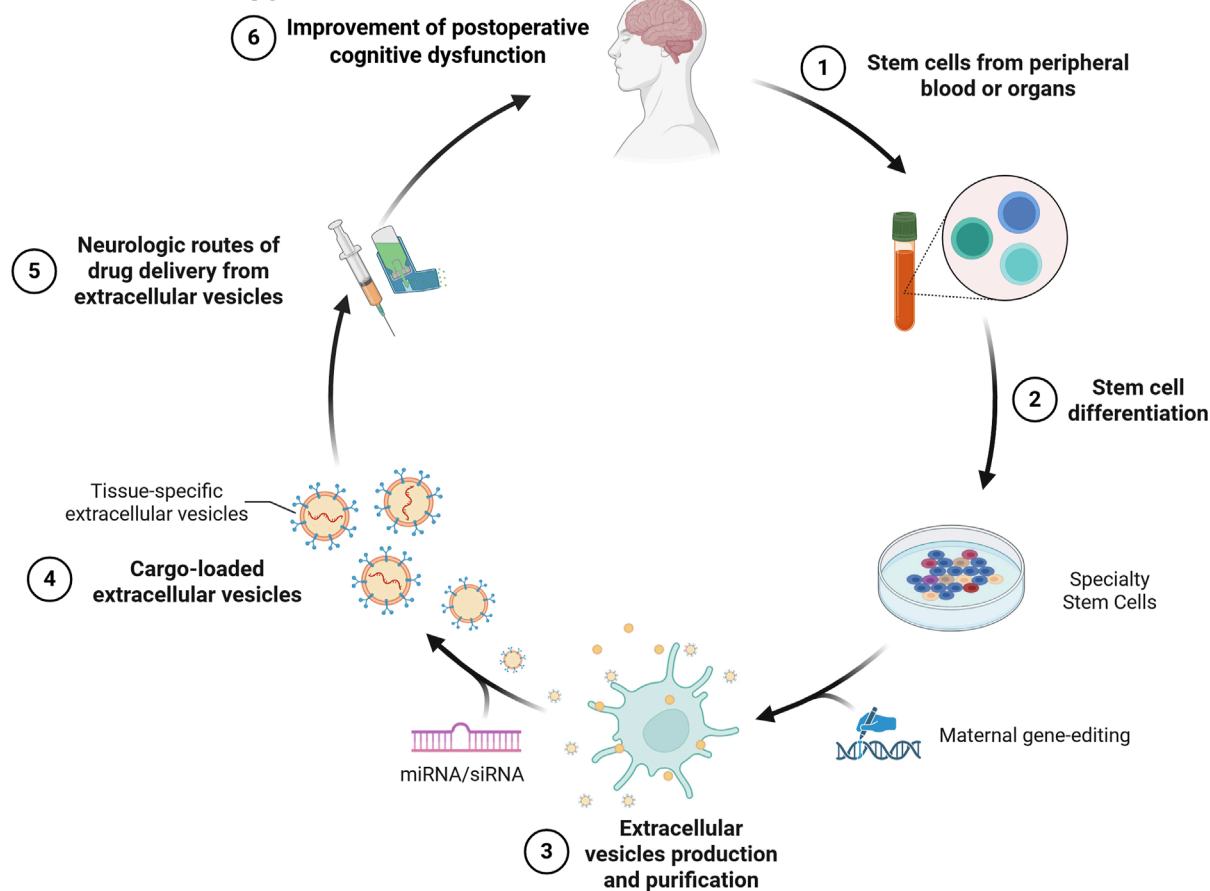 6
Improvement of postoperative
cognitive dysfunction
1
Stem cells from peripheral
blood or organs
2
Stem cell
differentiation
Specialty
Stem Cells
Maternal gene-editing
3
Extracellular
vesicles production
and purification
miRNA/siRNA
4
Cargo-loaded
extracellular vesicles
Tissue-specific
extracellular vesicles
5
Neurologic routes of
drug delivery from
extracellular vesicles